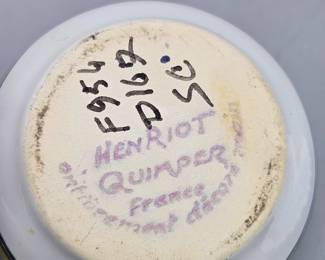 F954
D167
SC.
HENRIOT
QUIMPER
France
entièrement décoré main